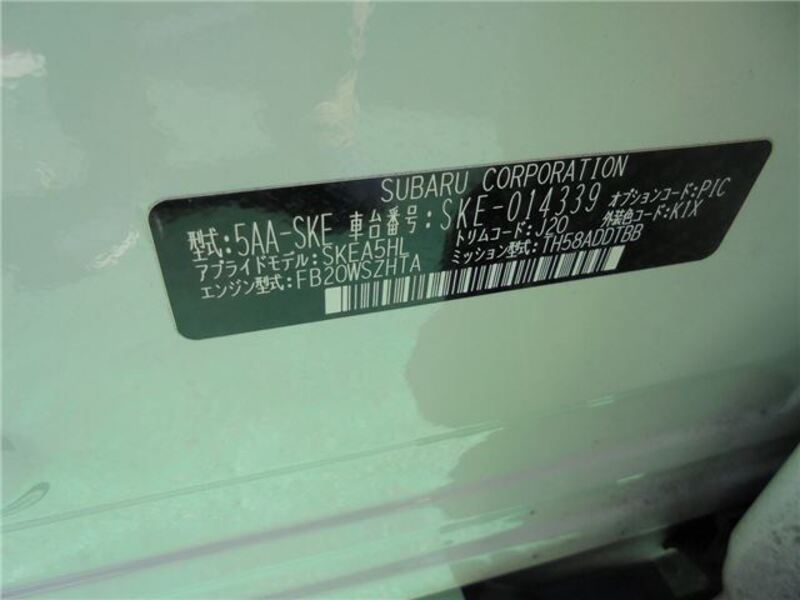 SUBARU CORPORATION
型式:5AA-SKE 車台番号:SKE-014339 オプションコード:PIC
アプライドモデル:SKEA5HL トリムコード:J20 外装色コード:K1X
エンジン型式:FB20WSZHTA ミッション型式:TH58ADDTBB